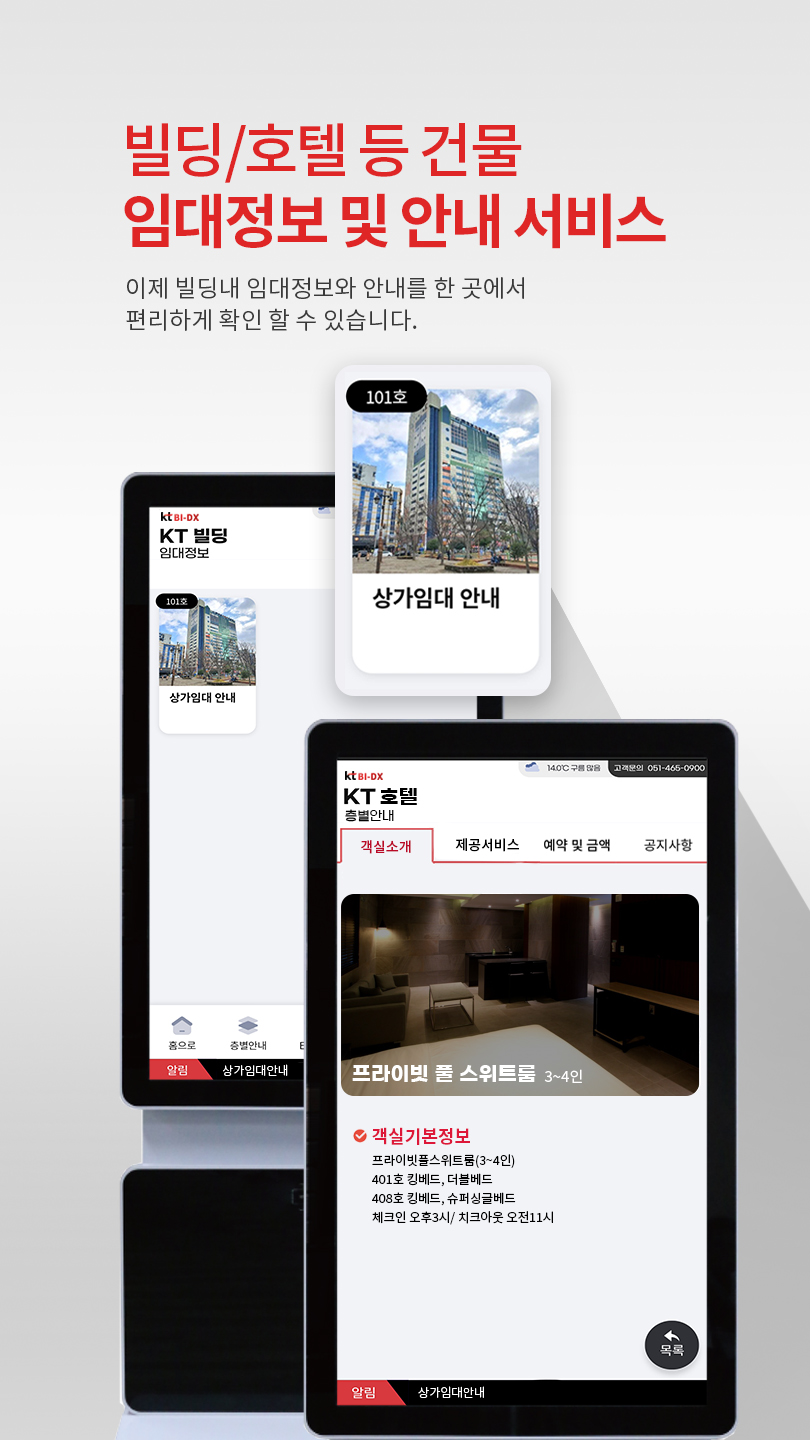 빌딩/호텔 등 건물
임대정보 및 안내 서비스
이제 빌딩내 임대정보와 안내를 한 곳에서
편리하게 확인 할 수 있습니다.
101호
상가임대 안내
kt BI-DX
KT 빌딩
임대정보
101호
상가임대 안내
홈으로
층별안내
알림
상가임대안내
kt BI-DX
14.0℃ 구름 많음
고객문의 051-465-0900
KT 호텔
층별안내
객실소개
제공서비스
예약 및 금액
공지사항
프라이빗 풀 스위트룸 3~4인
객실기본정보
프라이빗풀스위트룸(3~4인)
401호 킹베드, 더블베드
408호 킹베드, 슈퍼싱글베드
체크인 오후3시/ 치크아웃 오전11시
목록
알림
상가임대안내